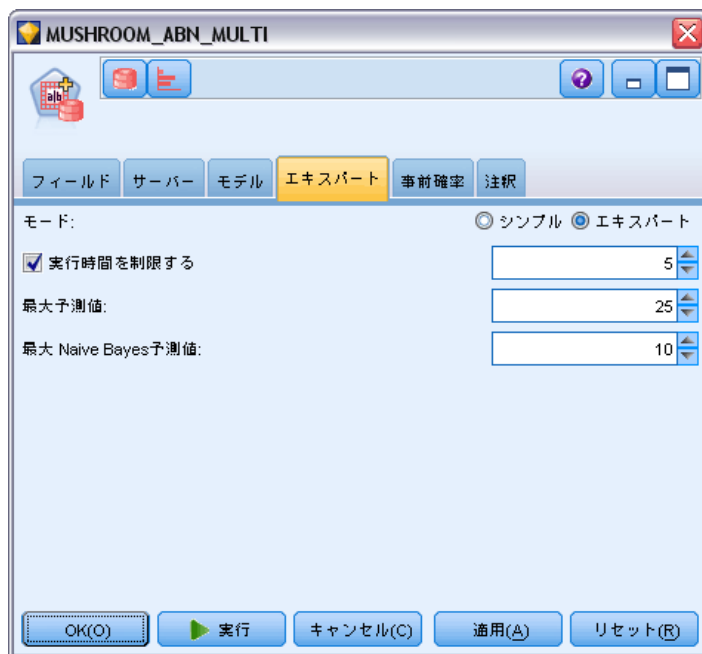 MUSHROOM_ABN_MULTI
alb
?
フィールド サーバー モデル エキスパート 事前確率 注釈
モード: シンプル エキスパート
実行時間を制限する 5
最大予測値: 25
最大 Naive Bayes予測値: 10
OK(O) 実行 キャンセル(C) 適用(A) リセット(R)